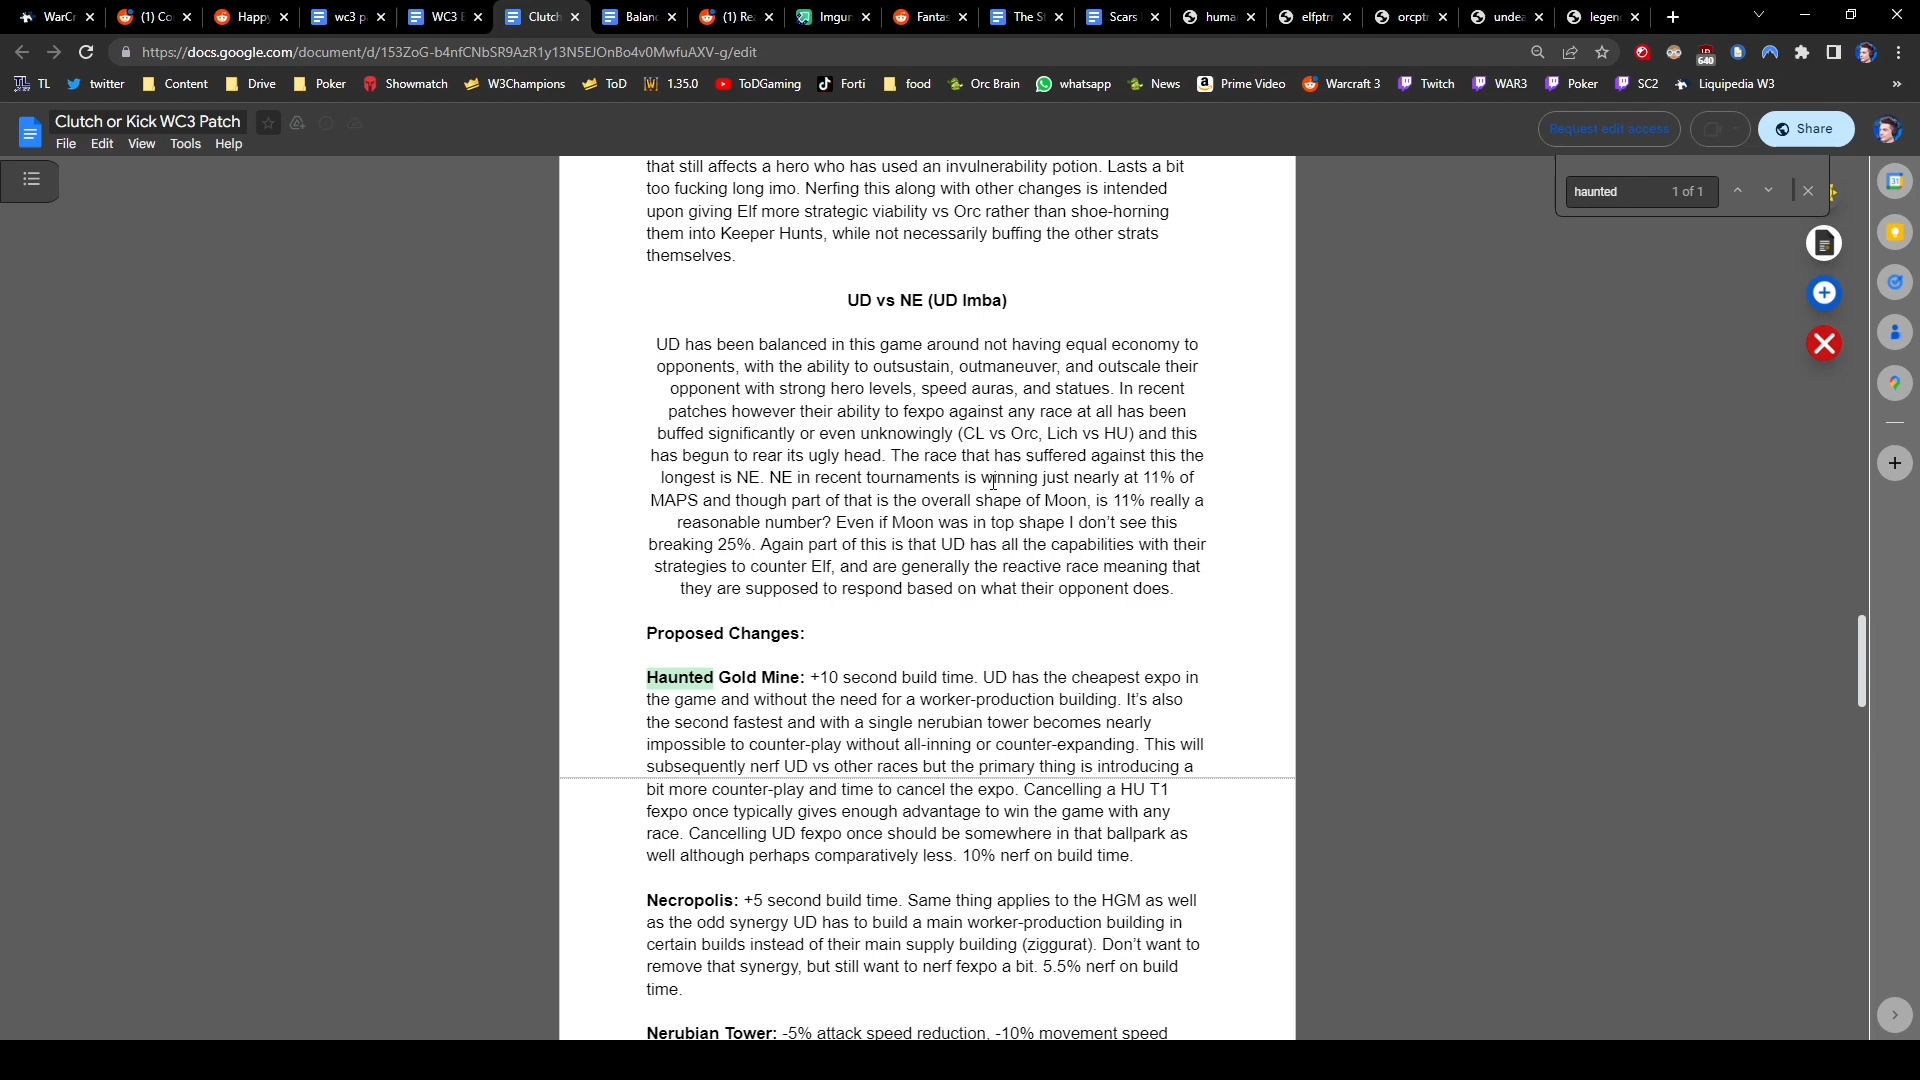 WarCr
(1) Co
Happy
wc3 p
WC3 E
Clutch
Balanc
(1) Re
Imgur
Fantas
The St
Scars
huma
elfptr
orcptr
unde
legen
https://docs.google.com/document/d/153ZoG-b4nfCNbSR9AzR1y13N5EJOnBo4v0MwfuAXV-g/edit
640
TL
twitter
Content
Drive
Poker
Showmatch
W3Champions
ToD
1.35.0
ToDGaming
Forti
food
Orc Brain
whatsapp
News
Prime Video
Warcraft 3
Twitch
WAR3
Poker
SC2
Liquipedia W3
»
Clutch or Kick WC3 Patch
File Edit View Tools Help
Request edit access
Share
haunted 1 of 1
that still affects a hero who has used an invulnerability potion. Lasts a bit
too fucking long imo. Nerfing this along with other changes is intended
upon giving Elf more strategic viability vs Orc rather than shoe-horning
them into Keeper Hunts, while not necessarily buffing the other strats
themselves.
UD vs NE (UD Imba)
UD has been balanced in this game around not having equal economy to
opponents, with the ability to outsustain, outmaneuver, and outscale their
opponent with strong hero levels, speed auras, and statues. In recent
patches however their ability to fexpo against any race at all has been
buffed significantly or even unknowingly (CL vs Orc, Lich vs HU) and this
has begun to rear its ugly head. The race that has suffered against this the
longest is NE. NE in recent tournaments is winning just nearly at 11% of
MAPS and though part of that is the overall shape of Moon, is 11% really a
reasonable number? Even if Moon was in top shape I don’t see this
breaking 25%. Again part of this is that UD has all the capabilities with their
strategies to counter Elf, and are generally the reactive race meaning that
they are supposed to respond based on what their opponent does.
Proposed Changes:
Haunted Gold Mine: +10 second build time. UD has the cheapest expo in
the game and without the need for a worker-production building. It’s also
the second fastest and with a single nerubian tower becomes nearly
impossible to counter-play without all-inning or counter-expanding. This will
subsequently nerf UD vs other races but the primary thing is introducing a
bit more counter-play and time to cancel the expo. Cancelling a HU T1
fexpo once typically gives enough advantage to win the game with any
race. Cancelling UD fexpo once should be somewhere in that ballpark as
well although perhaps comparatively less. 10% nerf on build time.
Necropolis: +5 second build time. Same thing applies to the HGM as well
as the odd synergy UD has to build a main worker-production building in
certain builds instead of their main supply building (ziggurat). Don’t want to
remove that synergy, but still want to nerf fexpo a bit. 5.5% nerf on build
time.
Nerubian Tower: -5% attack speed reduction, -10% movement speed